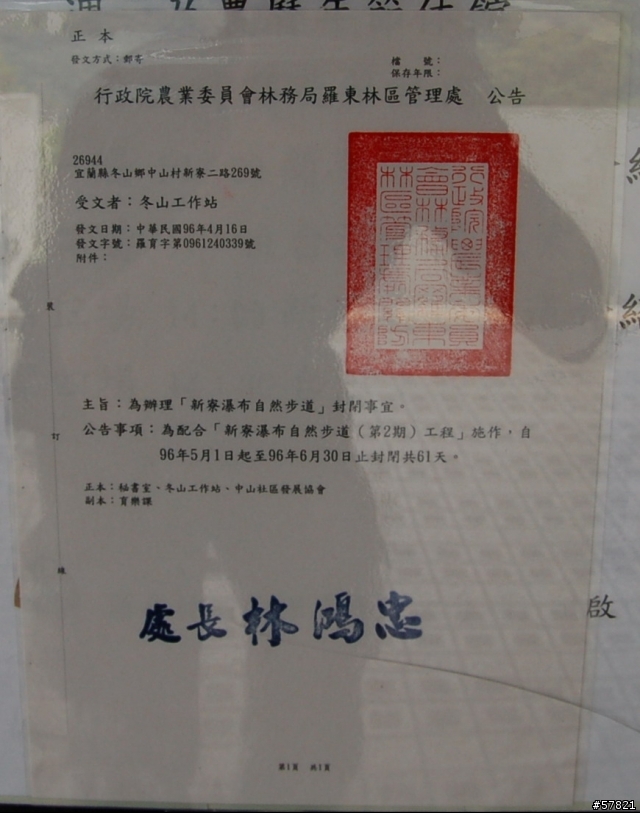 正本
發文方式：郵寄
檔　號：
保存年限：
行政院農業委員會林務局羅東林區管理處　公告
26944
宜蘭縣冬山鄉中山村新寮二路269號
受文者：冬山工作站
發文日期：中華民國96年4月16日
發文字號：羅育字第0961240339號
附件：
裝
主旨：為辦理「新寮瀑布自然步道」封閉事宜。
公告事項：為配合「新寮瀑布自然步道（第2期）工程」施作，自
96年5月1日起至96年6月30日止封閉共61天。
訂
正本：秘書室、冬山工作站、中山社區發展協會
副本：育樂課
線
處長 林鴻忠
啟
第1頁　共1頁
#57821